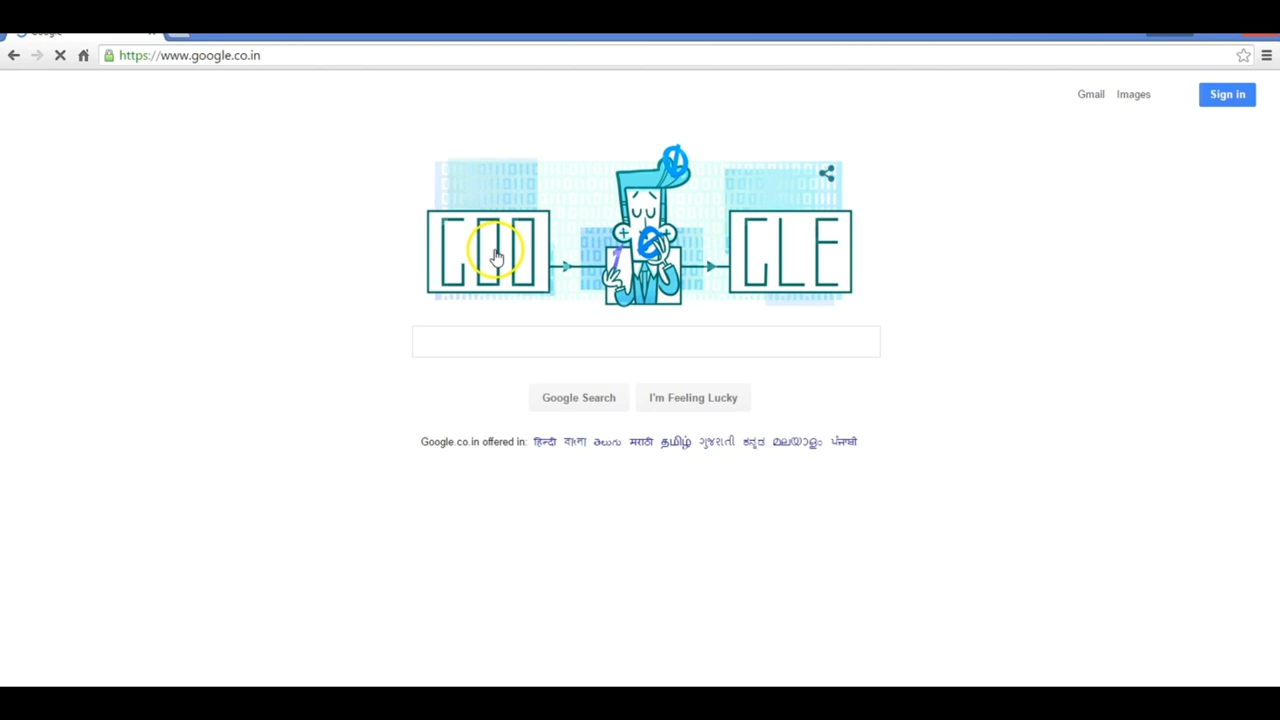 https://www.google.co.in
Gmail Images Sign in
GOO GLE
Google Search I'm Feeling Lucky
Google.co.in offered in: हिन्दी বাংলা తెలుగు मराठी தமிழ் ગુજરાતી ಕನ್ನಡ മലയാളം ਪੰਜਾਬੀ